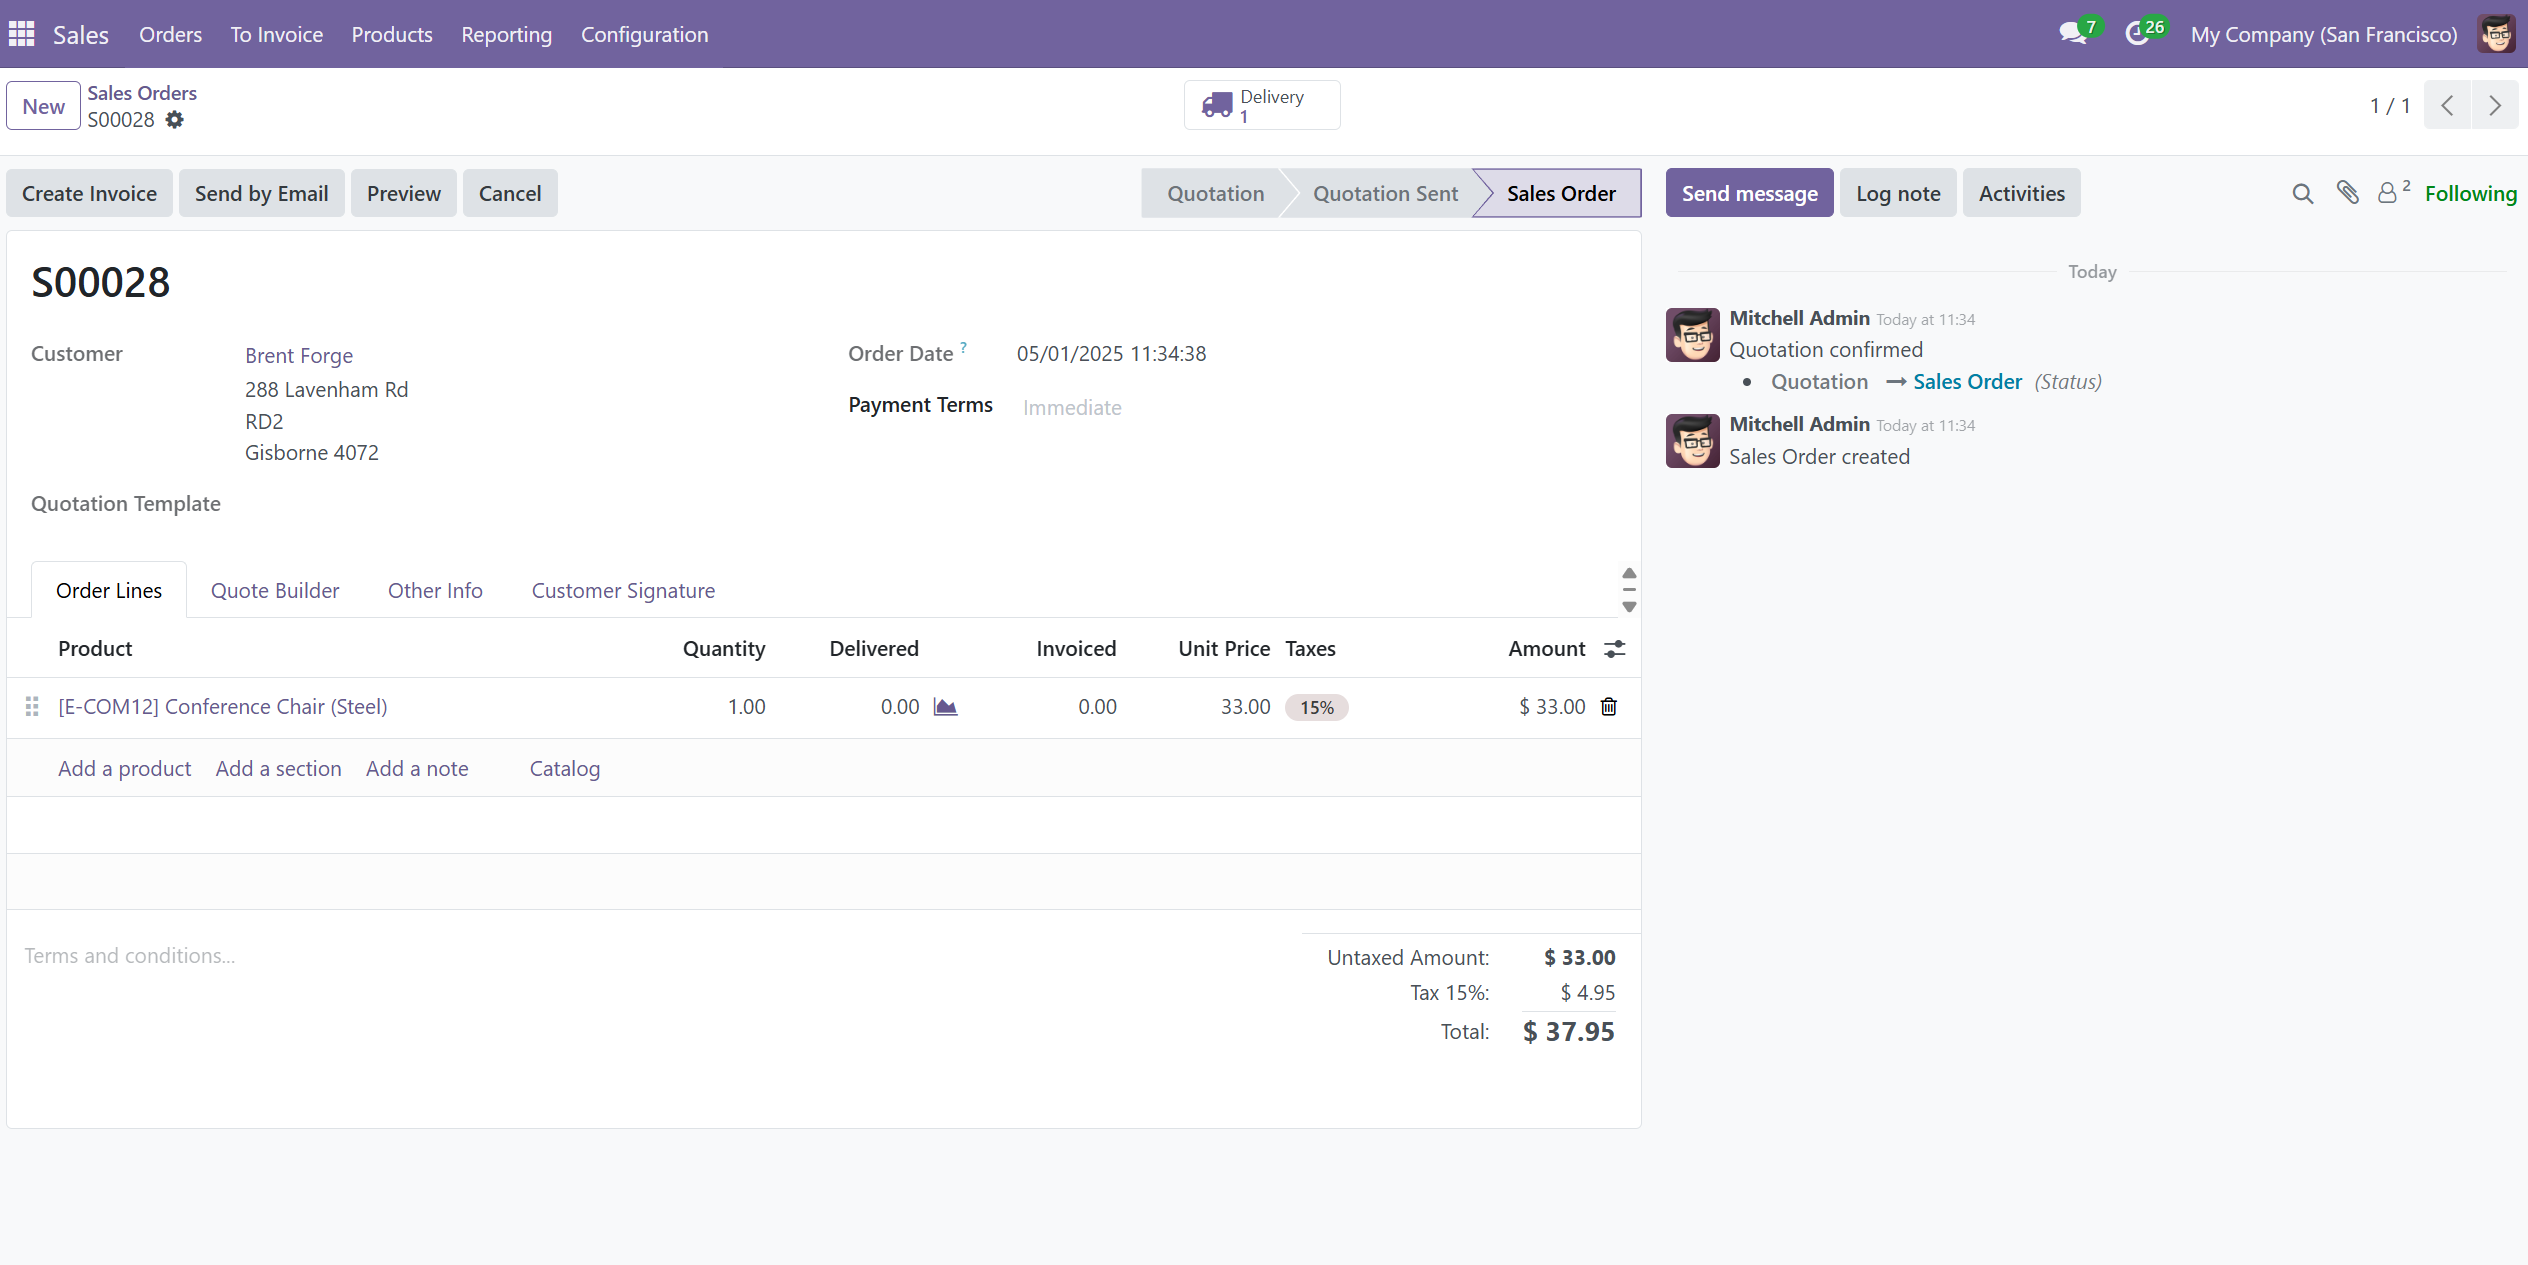 Sales Orders To Invoice Products Reporting Configuration 7 26 My Company (San Francisco)
New Sales Orders Delivery 1 / 1
S00028 1
Create Invoice Send by Email Preview Cancel Quotation Quotation Sent Sales Order Send message Log note Activities 2 Following
S00028
Today
Customer Brent Forge
288 Lavenham Rd
RD2
Gisborne 4072
Order Date ? 05/01/2025 11:34:38
Payment Terms Immediate
Quotation Template
Mitchell Admin Today at 11:34
Quotation confirmed
• Quotation → Sales Order (Status)
Mitchell Admin Today at 11:34
Sales Order created
Order Lines Quote Builder Other Info Customer Signature
Product Quantity Delivered Invoiced Unit Price Taxes Amount
[E-COM12] Conference Chair (Steel) 1.00 0.00 0.00 33.00 15% $ 33.00
Add a product Add a section Add a note Catalog
Terms and conditions...
Untaxed Amount: $ 33.00
Tax 15%: $ 4.95
Total: $ 37.95